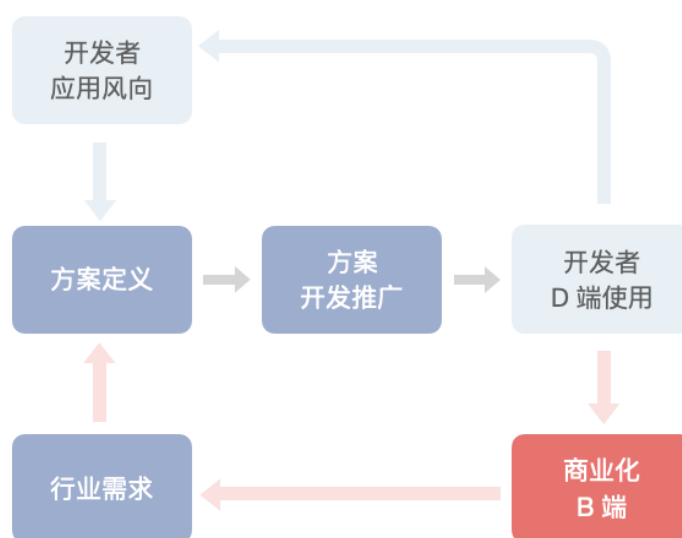 开发者
应用风向
方案定义
方案
开发推广
开发者
D 端使用
行业需求
商业化
B 端